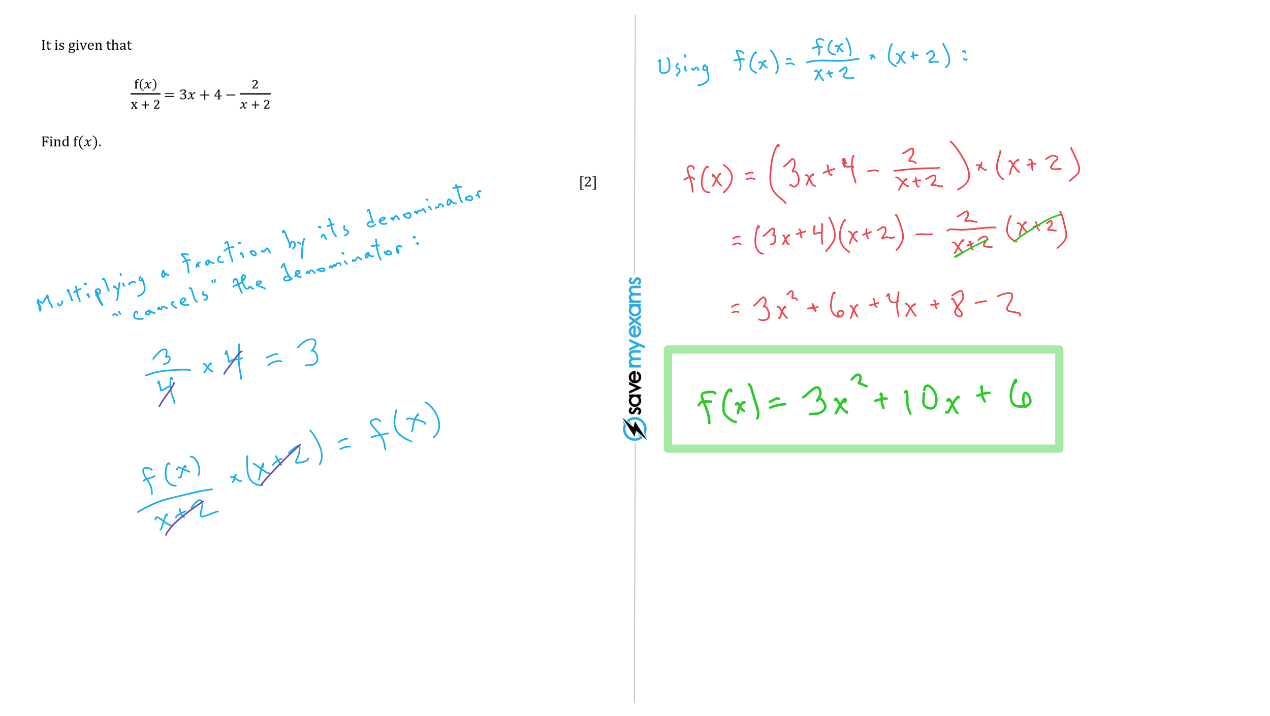 It is given that
f(x)/(x + 2) = 3x + 4 − 2/(x + 2)
Find f(x).
[2]
Multiplying a fraction by its denominator
"cancels" the denominator:
3/4 × 4 = 3
f(x)/(x+2) × (x+2) = f(x)
save my exams
Using f(x) = f(x)/(x+2) × (x+2) :
f(x) = (3x+4 − 2/(x+2)) × (x+2)
= (3x+4)(x+2) − 2/(x+2) (x+2)
= 3x² + 6x + 4x + 8 − 2
f(x) = 3x² + 10x + 6